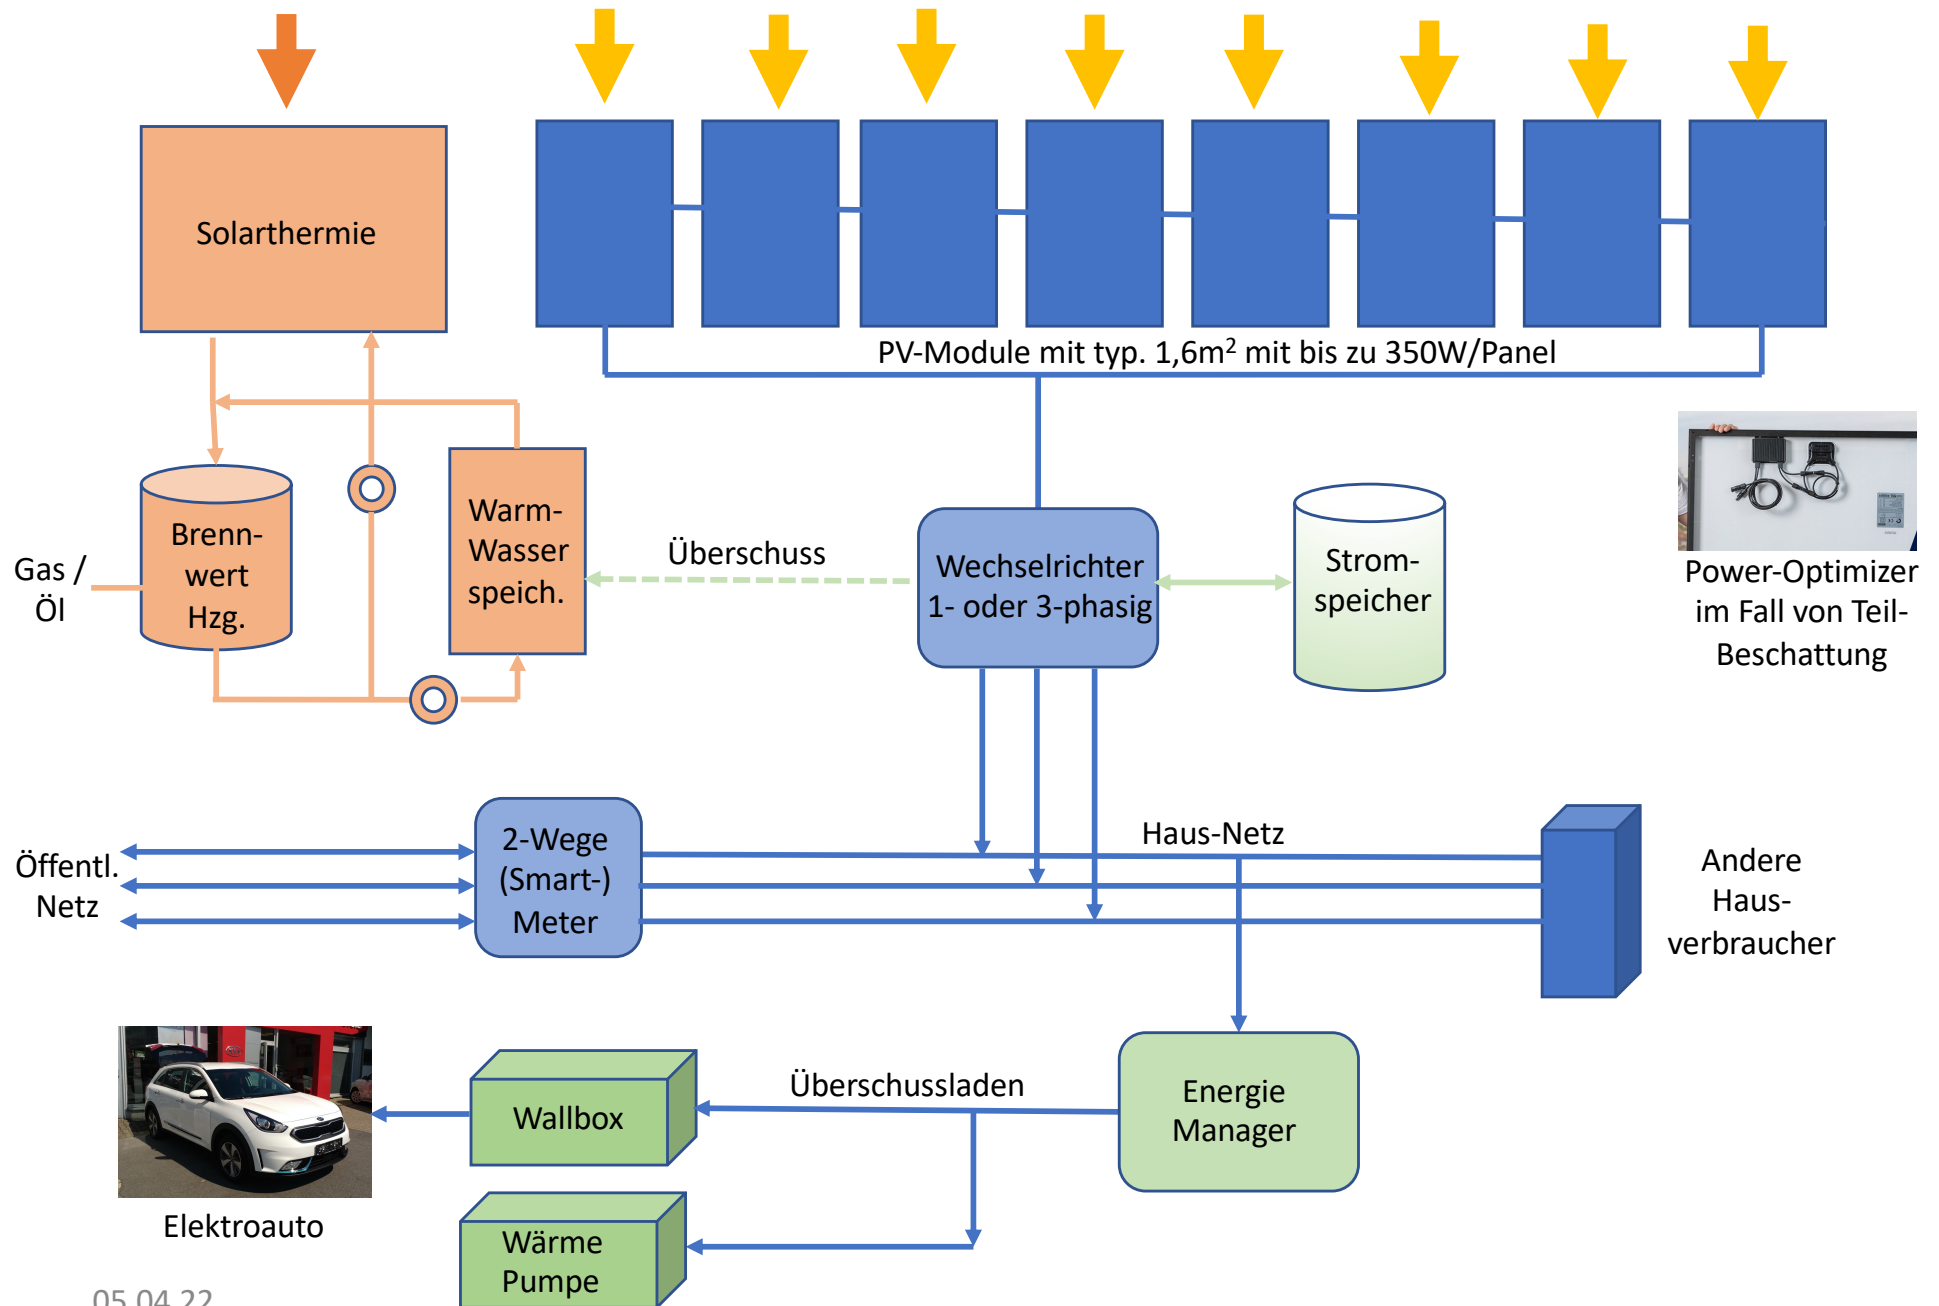 Solarthermie
PV-Module mit typ. 1,6m² mit bis zu 350W/Panel
Brenn-
wert
Hzg.
Gas /
Öl
Warm-
Wasser
speich.
Überschuss
Wechselrichter
1- oder 3-phasig
Strom-
speicher
Power-Optimizer
im Fall von Teil-
Beschattung
Öffentl.
Netz
2-Wege
(Smart-)
Meter
Haus-Netz
Andere
Haus-
verbraucher
Elektroauto
Wallbox
Überschussladen
Energie
Manager
Wärme
Pumpe
05.04.22